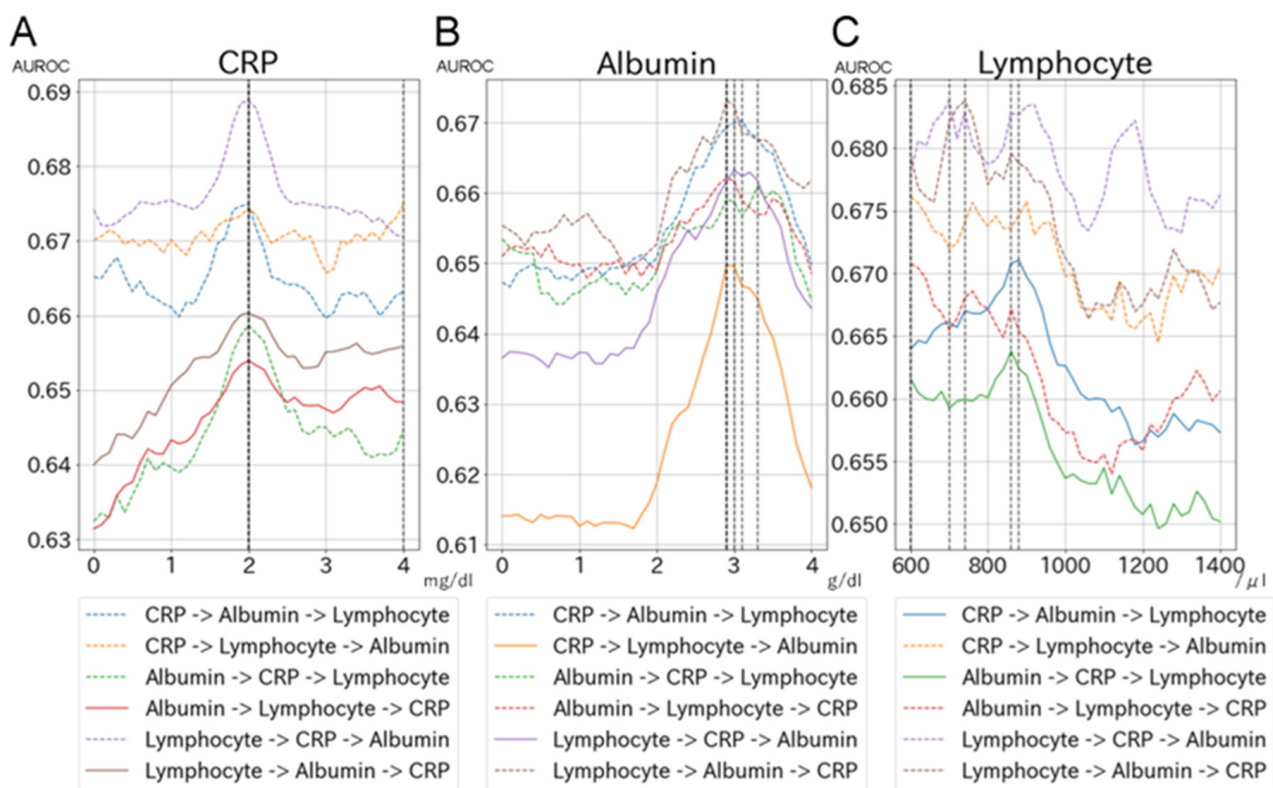 A
AUROC
CRP
0.69
0.68
0.67
0.66
0.65
0.64
0.63
0 1 2 3 4
mg/dl
CRP -> Albumin -> Lymphocyte
CRP -> Lymphocyte -> Albumin
Albumin -> CRP -> Lymphocyte
Albumin -> Lymphocyte -> CRP
Lymphocyte -> CRP -> Albumin
Lymphocyte -> Albumin -> CRP
B
AUROC
Albumin
0.67
0.66
0.65
0.64
0.63
0.62
0.61
0 1 2 3 4
g/dl
CRP -> Albumin -> Lymphocyte
CRP -> Lymphocyte -> Albumin
Albumin -> CRP -> Lymphocyte
Albumin -> Lymphocyte -> CRP
Lymphocyte -> CRP -> Albumin
Lymphocyte -> Albumin -> CRP
C
AUROC
Lymphocyte
0.685
0.680
0.675
0.670
0.665
0.660
0.655
0.650
600 800 1000 1200 1400
/μl
CRP -> Albumin -> Lymphocyte
CRP -> Lymphocyte -> Albumin
Albumin -> CRP -> Lymphocyte
Albumin -> Lymphocyte -> CRP
Lymphocyte -> CRP -> Albumin
Lymphocyte -> Albumin -> CRP